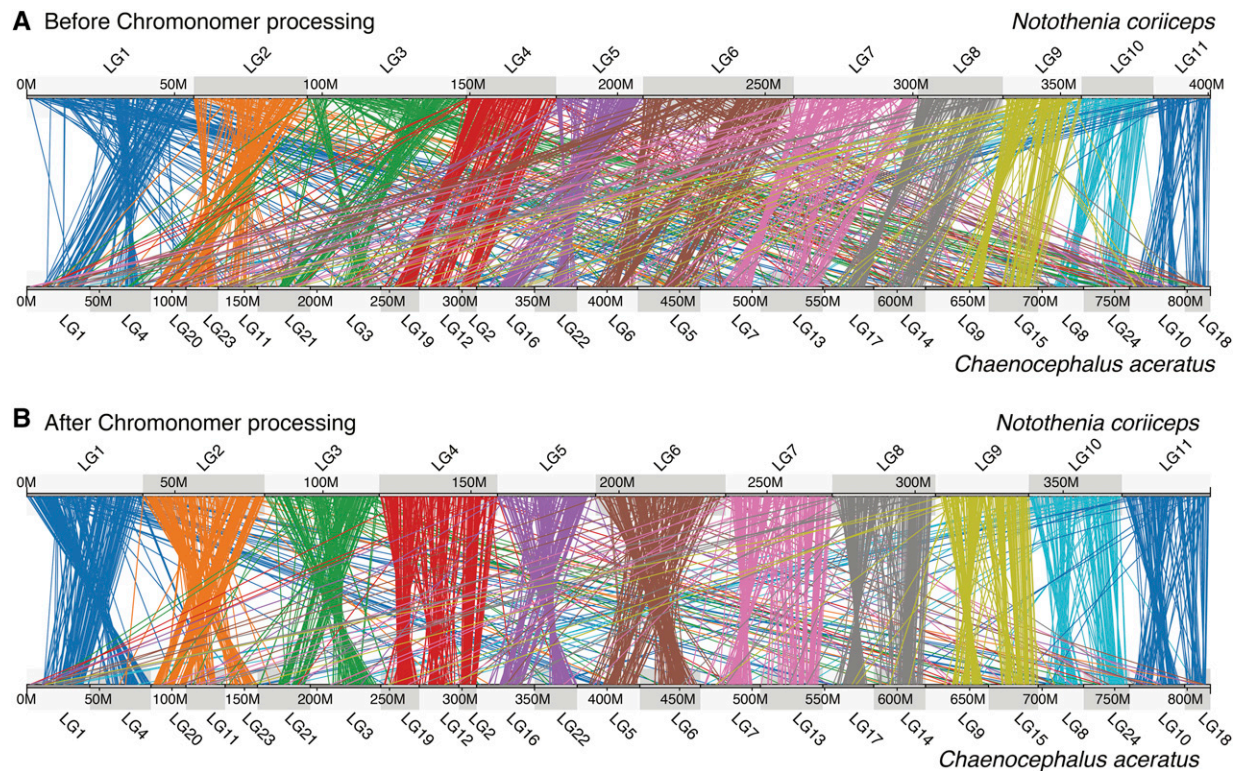 A Before Chromonomer processing Notothenia coriiceps
LG1 LG2 LG3 LG4 LG5 LG6 LG7 LG8 LG9 LG10 LG11
0M 50M 100M 150M 200M 250M 300M 350M 400M
0M 50M 100M 150M 200M 250M 300M 350M 400M 450M 500M 550M 600M 650M 700M 750M 800M
LG1 LG4 LG20 LG23 LG11 LG21 LG3 LG19 LG12 LG2 LG16 LG22 LG6 LG5 LG7 LG13 LG17 LG14 LG9 LG15 LG8 LG24 LG10 LG18
Chaenocephalus aceratus
B After Chromonomer processing Notothenia coriiceps
LG1 LG2 LG3 LG4 LG5 LG6 LG7 LG8 LG9 LG10 LG11
0M 50M 100M 150M 200M 250M 300M 350M
0M 50M 100M 150M 200M 250M 300M 350M 400M 450M 500M 550M 600M 650M 700M 750M 800M
LG1 LG4 LG20 LG11 LG23 LG21 LG3 LG19 LG12 LG2 LG16 LG22 LG5 LG6 LG7 LG13 LG17 LG14 LG9 LG15 LG8 LG24 LG10 LG18
Chaenocephalus aceratus